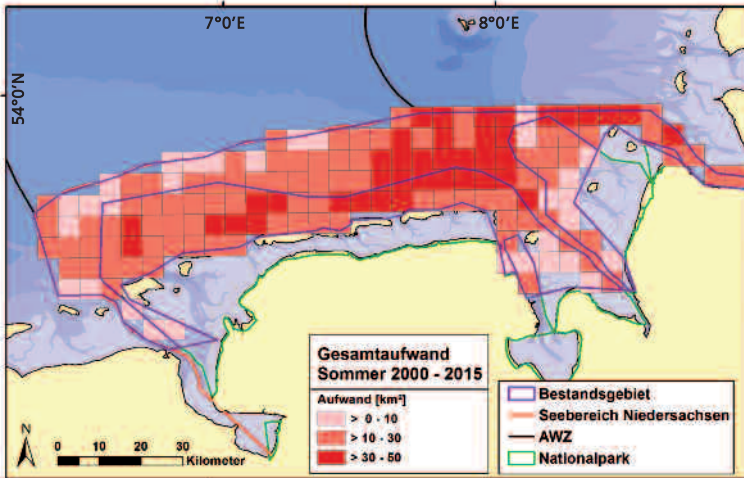 7°0'E
8°0'E
54°0'N
Gesamtaufwand
Sommer 2000 - 2015
Aufwand [km²]
> 0 - 10
> 10 - 30
> 30 - 50
Bestandsgebiet
Seebereich Niedersachsen
AWZ
Nationalpark
N
0 10 20 30
Kilometer